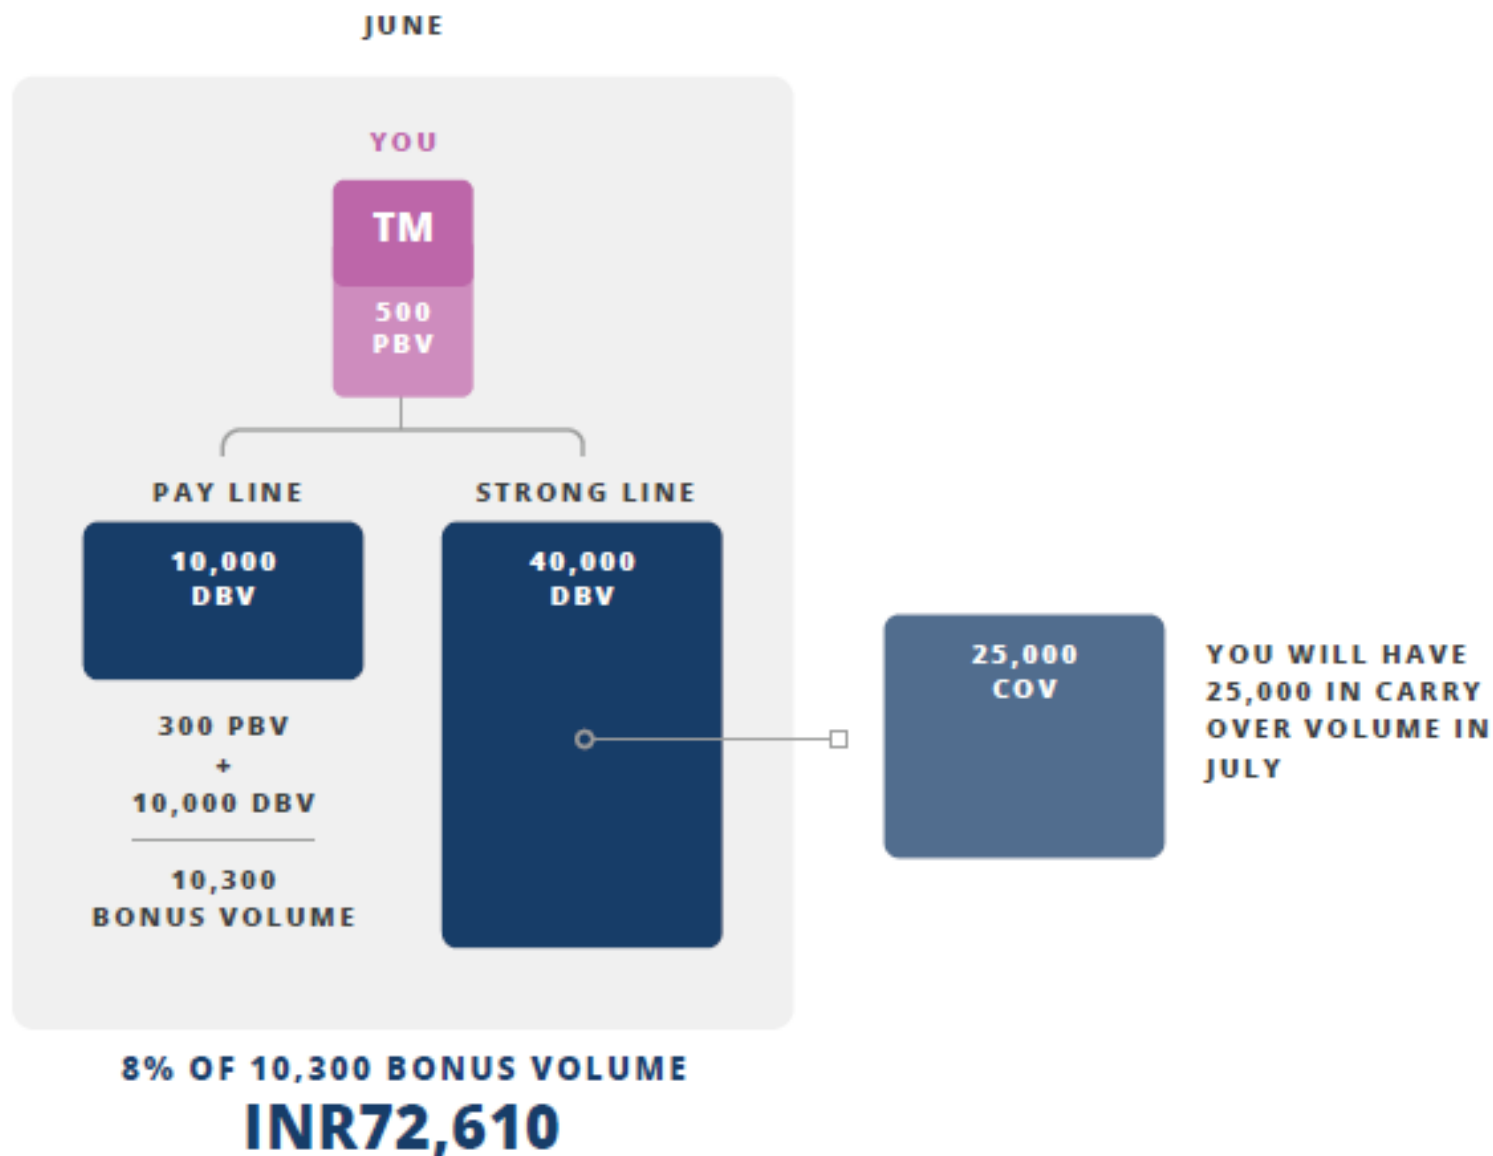 JUNE
YOU
TM
500
PBV
PAY LINE
10,000
DBV
300 PBV
+
10,000 DBV
10,300
BONUS VOLUME
STRONG LINE
40,000
DBV
25,000
COV
YOU WILL HAVE
25,000 IN CARRY
OVER VOLUME IN
JULY
8% OF 10,300 BONUS VOLUME
INR72,610